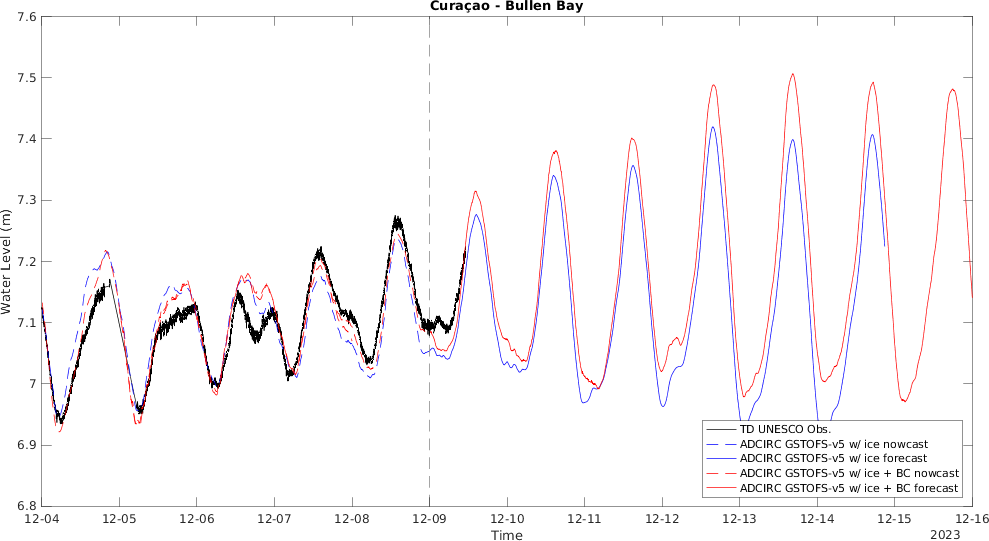 Curaçao - Bullen Bay
7.6
7.5
7.4
7.3
7.2
7.1
7
6.9
6.8
Water Level (m)
TD UNESCO Obs.
ADCIRC GSTOFS-v5 w/ ice nowcast
ADCIRC GSTOFS-v5 w/ ice forecast
ADCIRC GSTOFS-v5 w/ ice + BC nowcast
ADCIRC GSTOFS-v5 w/ ice + BC forecast
12-04 12-05 12-06 12-07 12-08 12-09 12-10 12-11 12-12 12-13 12-14 12-15 12-16
Time
2023